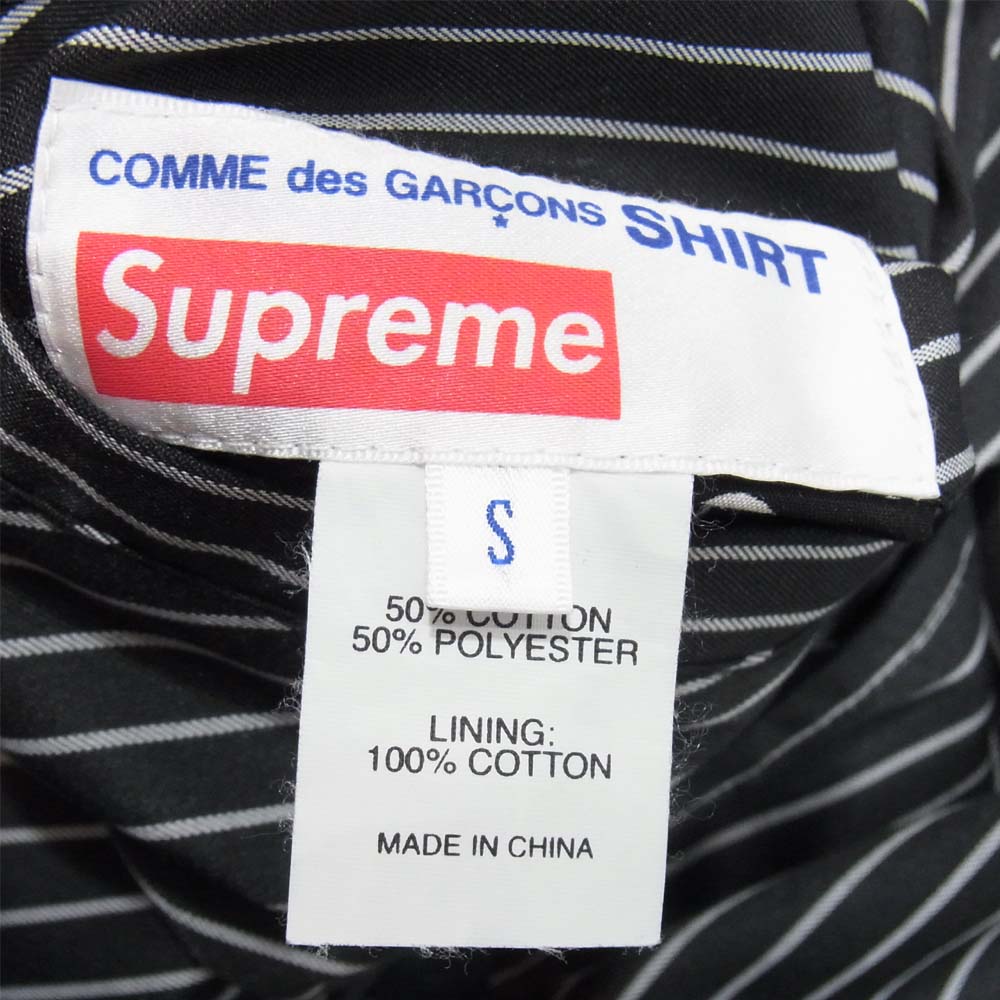 COMME des GARÇONS SHIRT
Supreme
S
50% COTTON
50% POLYESTER
LINING:
100% COTTON
MADE IN CHINA